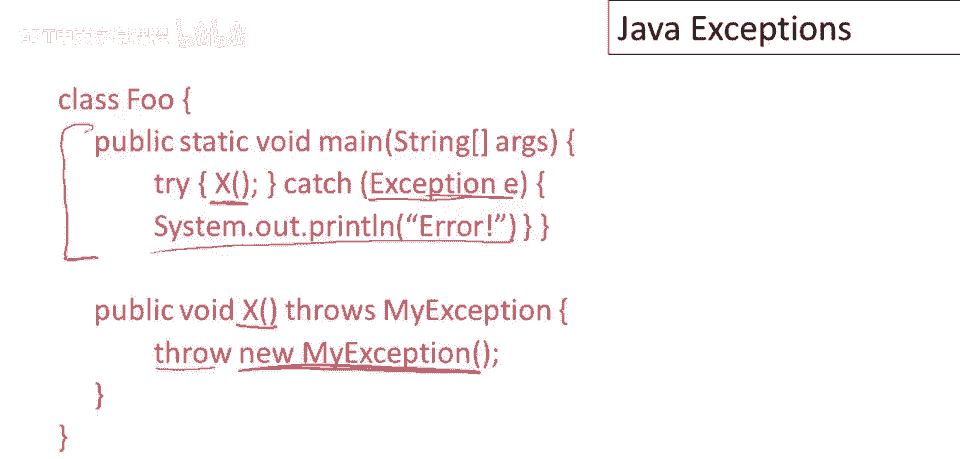 Java Exceptions
class Foo {
public static void main(String[] args) {
try { X(); } catch (Exception e) {
System.out.println(“Error!”) } }
public void X() throws MyException {
throw new MyException();
}
}